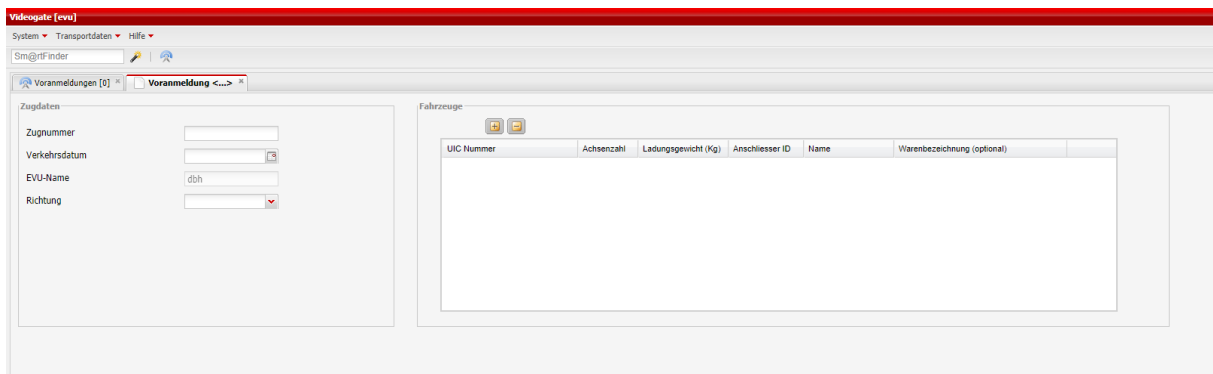 Videogate [evu]
System Transportdaten Hilfe
Sm@rtFinder
Voranmeldungen [0] Voranmeldung <...>
Zugdaten
Zugnummer
Verkehrsdatum
EVU-Name dbh
Richtung
Fahrzeuge
UIC Nummer Achsenzahl Ladungsgewicht (Kg) Anschliesser ID Name Warenbezeichnung (optional)